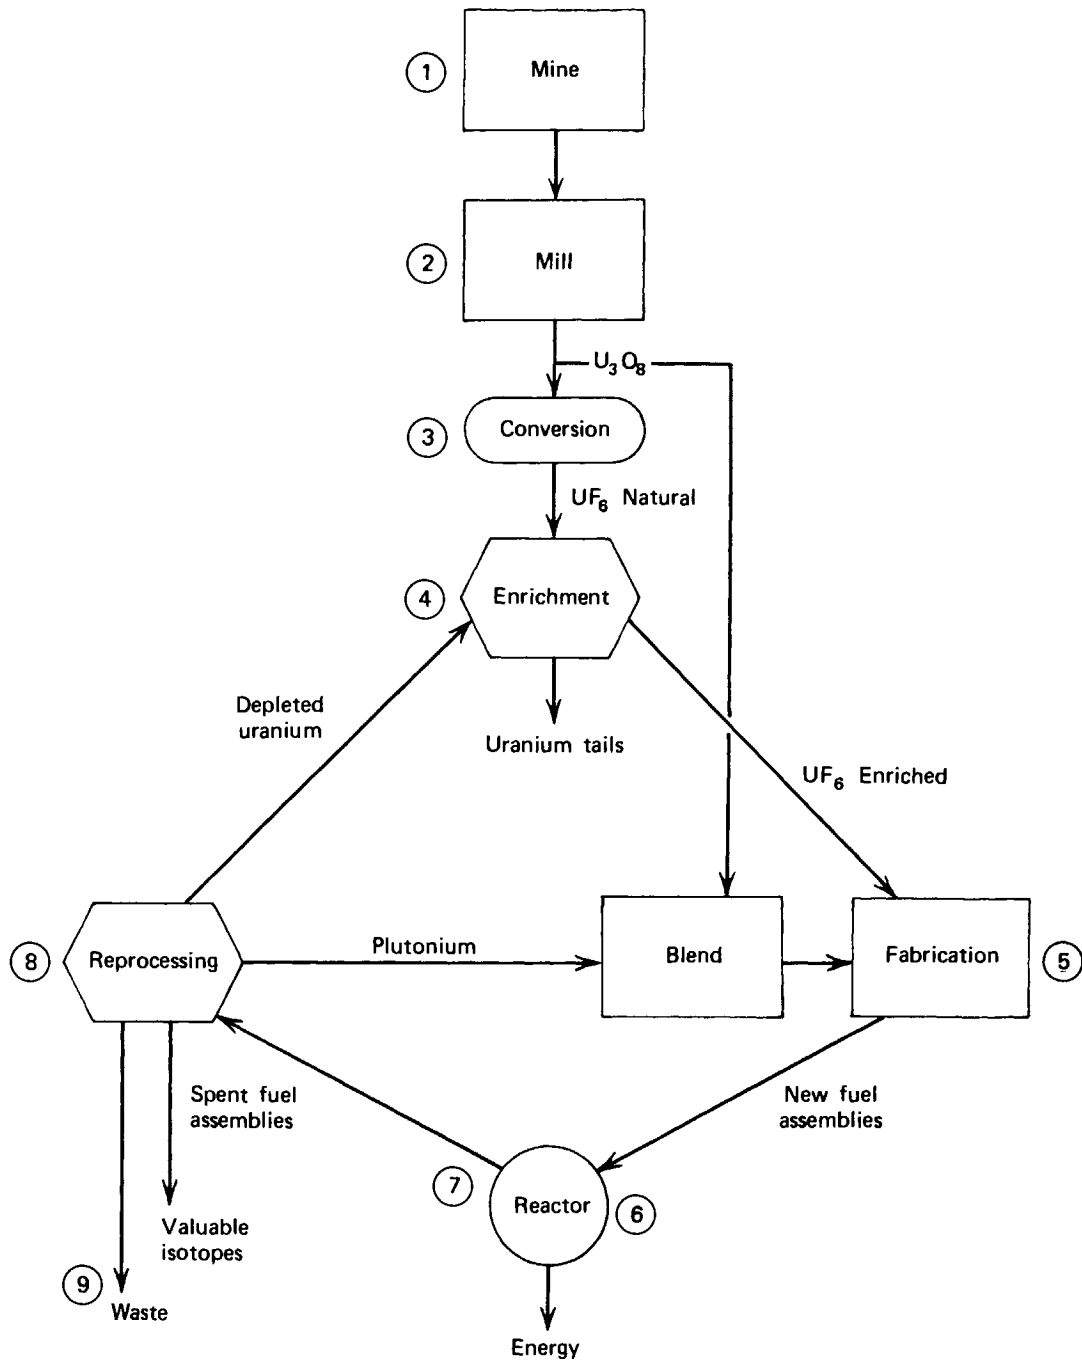 1
Mine
2
Mill
U₃O₈
3
Conversion
UF₆ Natural
4
Enrichment
Depleted
uranium
Uranium tails
UF₆ Enriched
8
Reprocessing
Plutonium
Blend
Fabrication
5
Spent fuel
assemblies
New fuel
assemblies
7
Reactor
6
Valuable
isotopes
9
Waste
Energy